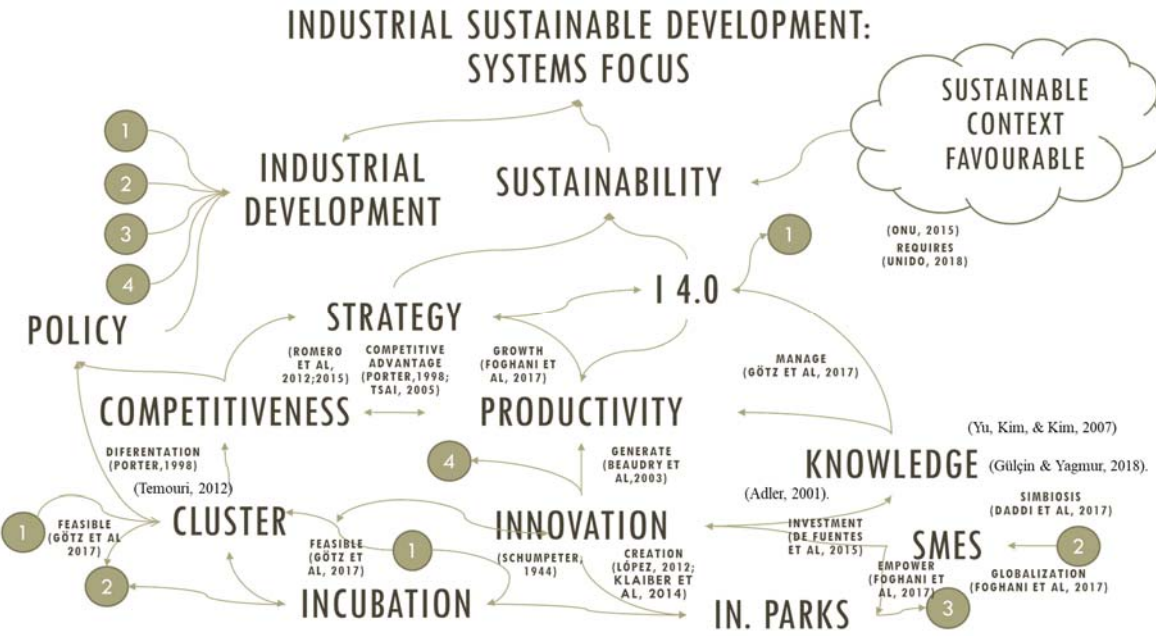 INDUSTRIAL SUSTAINABLE DEVELOPMENT:
SYSTEMS FOCUS
SUSTAINABLE
CONTEXT
FAVOURABLE
1
2
3
4
INDUSTRIAL
DEVELOPMENT
SUSTAINABILITY
1
(ONU, 2015)
REQUIRES
(UNIDO, 2018)
I 4.0
POLICY
STRATEGY
(ROMERO
ET AL,
2012;2015)
COMPETITIVE
ADVANTAGE
(PORTER,1998;
TSAI, 2005)
GROWTH
(FOGHANI ET
AL, 2017)
MANAGE
(GÖTZ ET AL, 2017)
COMPETITIVENESS
PRODUCTIVITY
(Yu, Kim, & Kim, 2007)
DIFERENTATION
(PORTER,1998)
4
GENERATE
(BEAUDRY ET
AL,2003)
KNOWLEDGE
(Gülçin & Yagmur, 2018).
(Temouri, 2012)
(Adler, 2001).
SIMBIOSIS
(DADDI ET AL, 2017)
1
FEASIBLE
(GÖTZ ET AL
2017)
CLUSTER
FEASIBLE
(GÖTZ ET
AL, 2017)
1
INNOVATION
(SCHUMPETER,
1944)
CREATION
(LÓPEZ, 2012;
KLAIBER ET
AL, 2014)
INVESTMENT
(DE FUENTES
ET AL, 2015)
SMES
2
EMPOWER
(FOGHANI ET
AL, 2017)
GLOBALIZATION
(FOGHANI ET AL, 2017)
2
INCUBATION
IN. PARKS
3